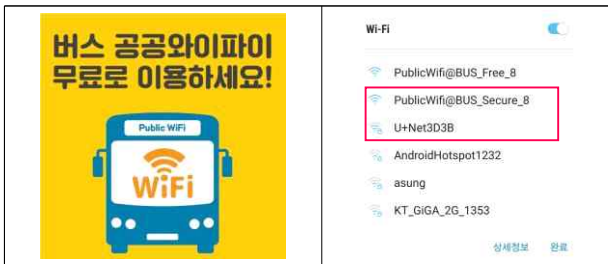 버스 공공와이파이
무료로 이용하세요!
Public WiFi
WiFi
Wi-Fi
PublicWifi@BUS_Free_8
PublicWifi@BUS_Secure_8
U+Net3D3B
AndroidHotspot1232
asung
KT_GiGA_2G_1353
상세정보 완료